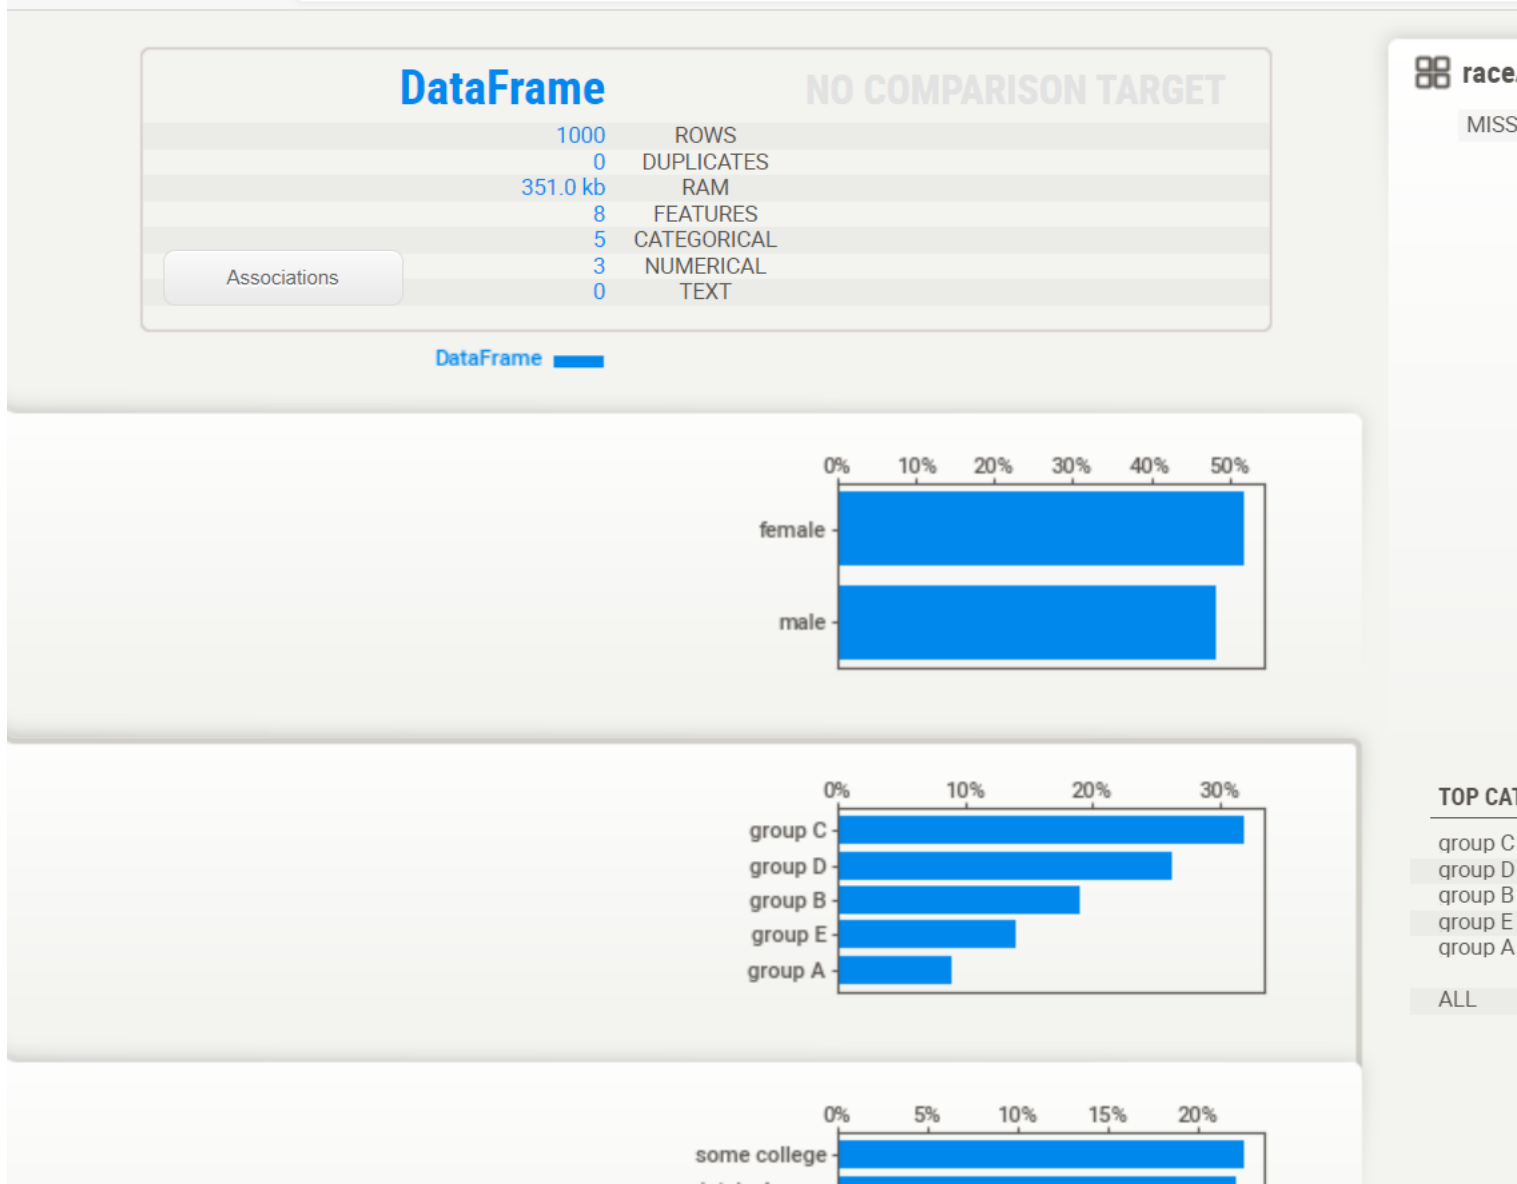 DataFrame NO COMPARISON TARGET
1000 ROWS
0 DUPLICATES
351.0 kb RAM
8 FEATURES
5 CATEGORICAL
3 NUMERICAL
0 TEXT
Associations
DataFrame
0% 10% 20% 30% 40% 50%
female
male
0% 10% 20% 30%
group C
group D
group B
group E
group A
0% 5% 10% 15% 20%
some college
race
MISS
TOP CAT
group C
group D
group B
group E
group A
ALL